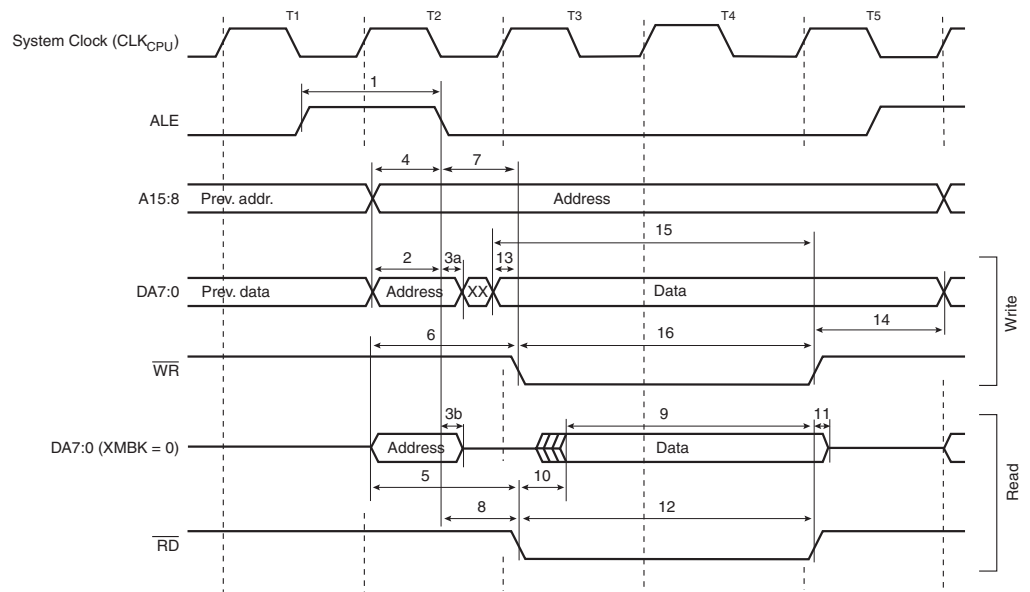 T1 T2 T3 T4 T5
System Clock (CLKCPU)
1
ALE
4 7
A15:8 Prev. addr. Address
15
2 3a 13
DA7:0 Prev. data Address XX Data
14
6 16
WR
Write
3b 9 11
DA7:0 (XMBK = 0) Address Data
5 10
8 12
RD
Read